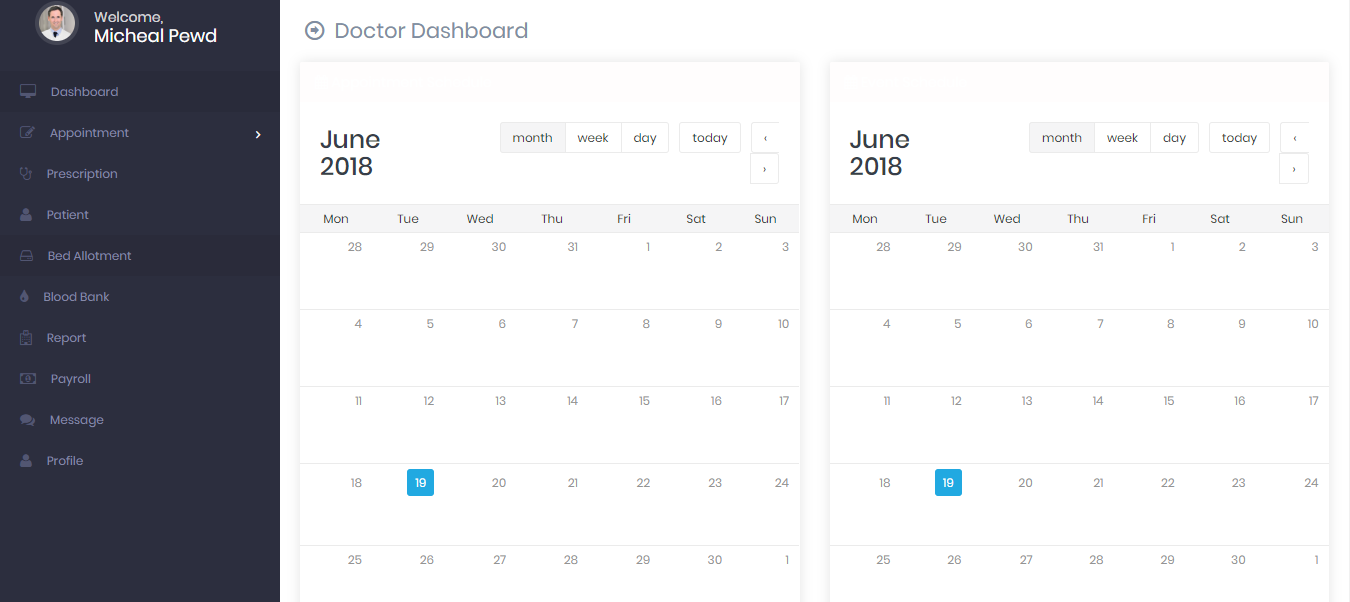 Welcome,
Micheal Pewd
Dashboard
Appointment
Prescription
Patient
Bed Allotment
Blood Bank
Report
Payroll
Message
Profile
Doctor Dashboard
June
2018
month week day today ‹
›
Mon Tue Wed Thu Fri Sat Sun
28 29 30 31 1 2 3
4 5 6 7 8 9 10
11 12 13 14 15 16 17
18 19 20 21 22 23 24
25 26 27 28 29 30 1
June
2018
month week day today ‹
›
Mon Tue Wed Thu Fri Sat Sun
28 29 30 31 1 2 3
4 5 6 7 8 9 10
11 12 13 14 15 16 17
18 19 20 21 22 23 24
25 26 27 28 29 30 1